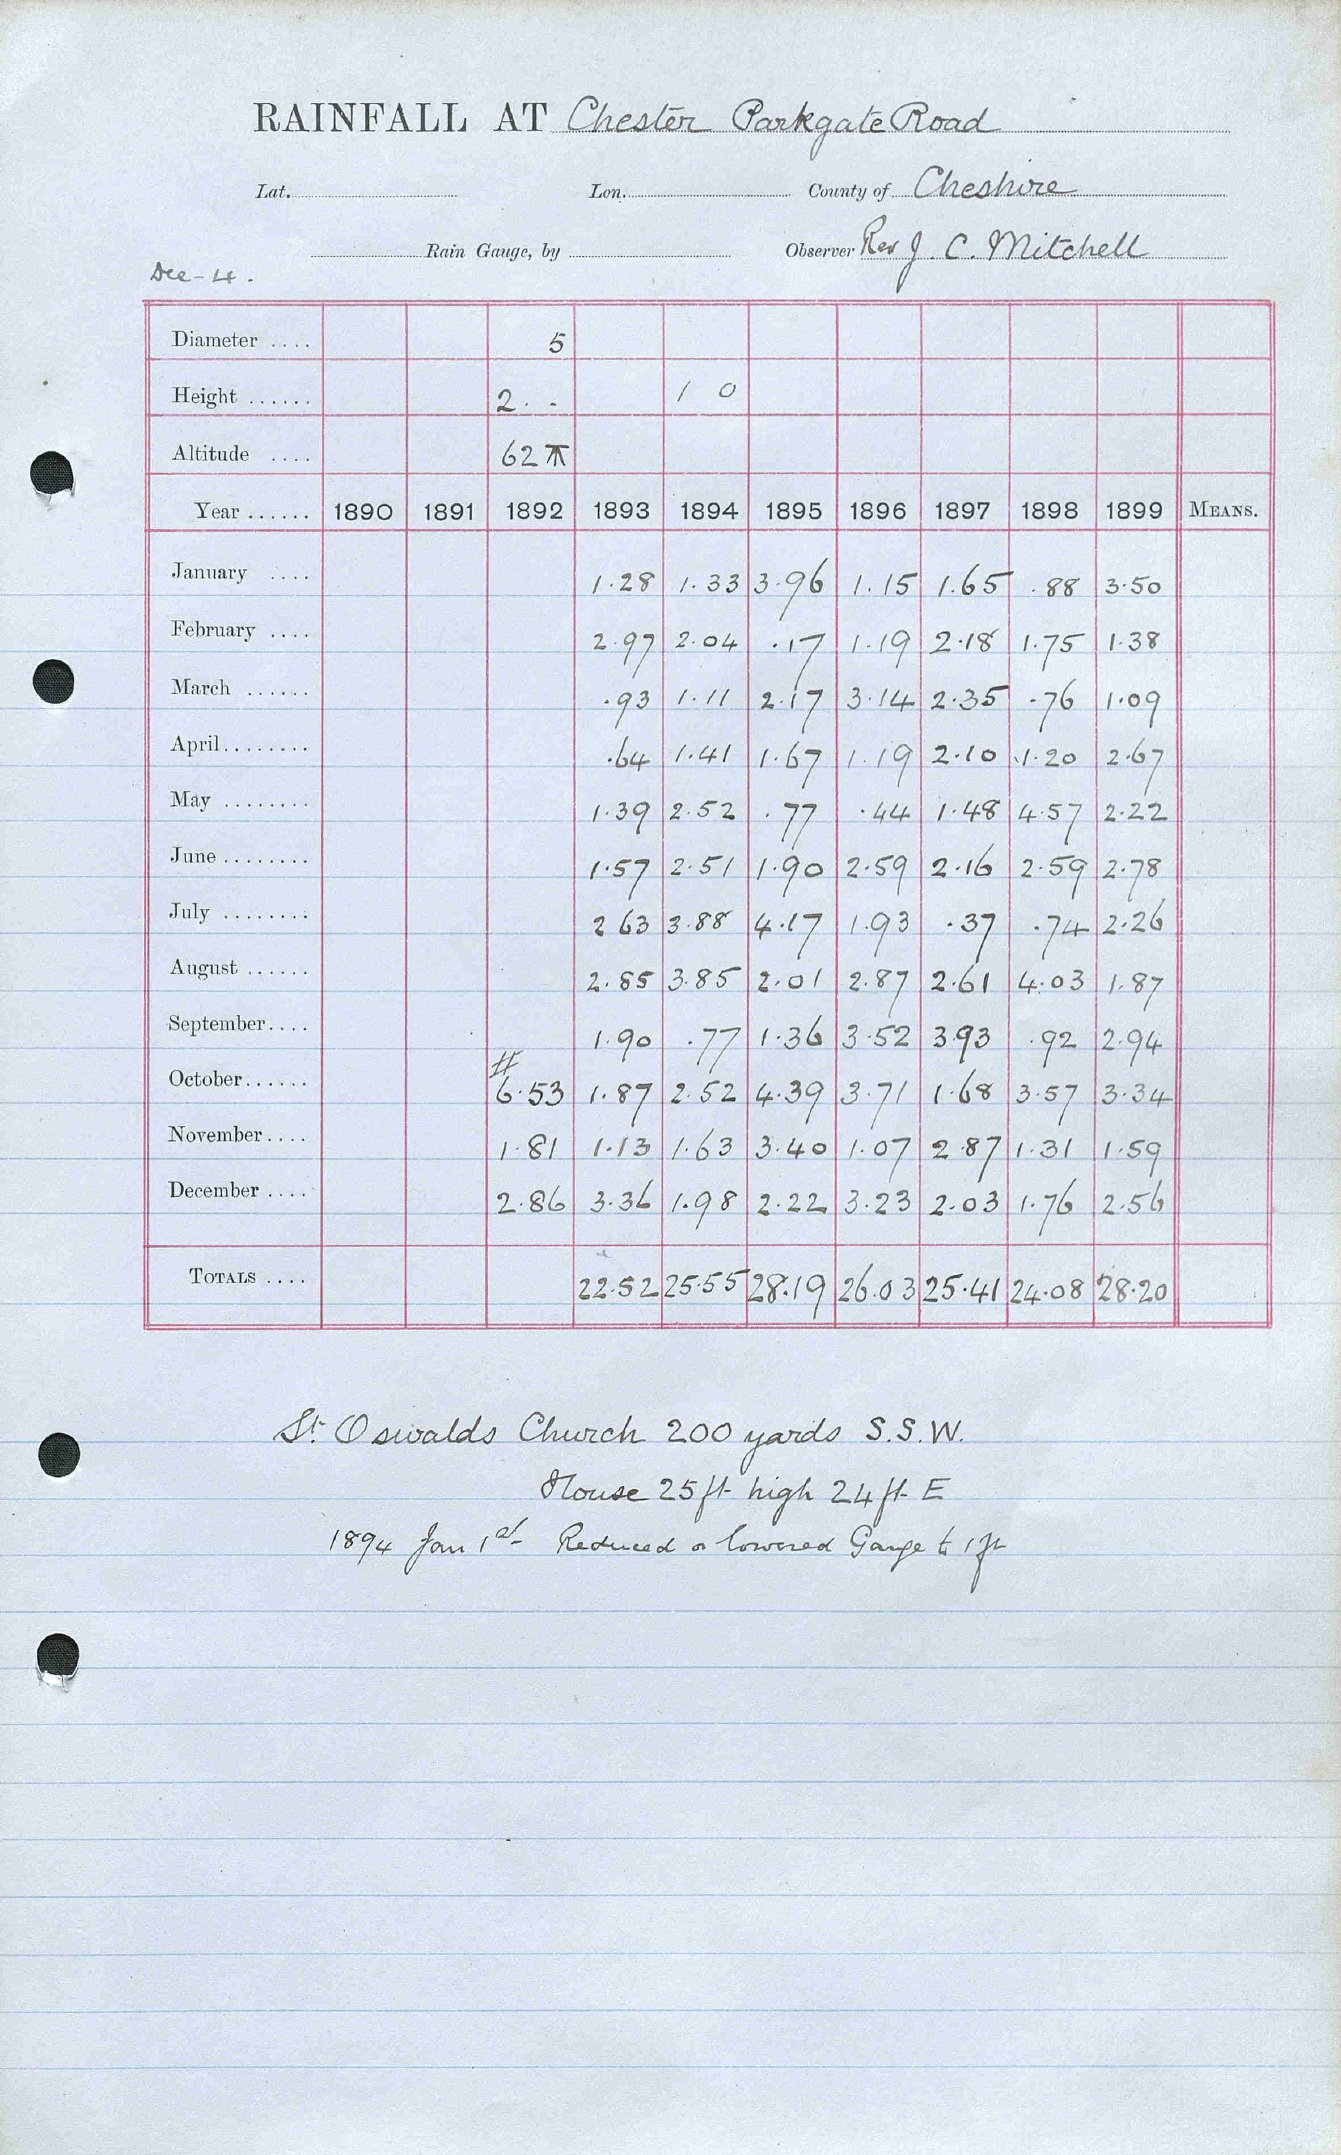 RAINFALL AT Chester Parkgate Road
Lat. Lon. County of Cheshire
Rain Gauge, by Observer Rev J. C. Mitchell
Dec - 4.
Diameter .... 5
Height ...... 2. - 1 0
Altitude .... 62
Year ...... 1890 1891 1892 1893 1894 1895 1896 1897 1898 1899 MEANS.
January .... 1.28 1.33 3.96 1.15 1.65 .88 3.50
February .... 2.97 2.04 .17 1.19 2.18 1.75 1.38
March ...... .93 1.11 2.17 3.14 2.35 .76 1.09
April........ .64 1.41 1.67 1.19 2.10 1.20 2.67
May ........ 1.39 2.52 .77 .44 1.48 4.57 2.22
June ........ 1.57 2.51 1.90 2.59 2.16 2.59 2.78
July ........ 2 63 3.88 4.17 1.93 .37 .74 2.26
August ...... 2.85 3.85 2.01 2.87 2.61 4.03 1.87
September.... 1.90 .77 1.36 3.52 3.93 .92 2.94
#
October...... 6.53 1.87 2.52 4.39 3.71 1.68 3.57 3.34
November.... 1.81 1.13 1.63 3.40 1.07 2.87 1.31 1.59
December .... 2.86 3.36 1.98 2.22 3.23 2.03 1.76 2.56
TOTALS .... 22.52 25.55 28.19 26.03 25.41 24.08 28.20
St Oswalds Church 200 yards S.S.W.
House 25 ft high 24 ft E
1894 Jan 1st - Reduced or lowered Gauge to 1 ft